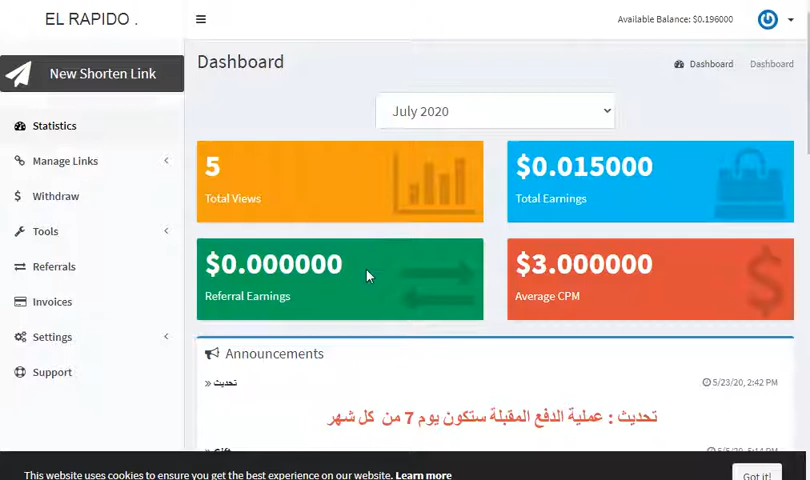 EL RAPIDO .
Available Balance: $0.196000
New Shorten Link
Dashboard
Dashboard
Dashboard
July 2020
Statistics
Manage Links
Withdraw
Tools
Referrals
Invoices
Settings
Support
5
Total Views
$0.015000
Total Earnings
$0.000000
Referral Earnings
$3.000000
Average CPM
Announcements
» تحديث
5/23/20, 2:42 PM
تحديث : عملية الدفع المقبلة ستكون يوم 7 من كل شهر
This website uses cookies to ensure you get the best experience on our website. Learn more
Got it!